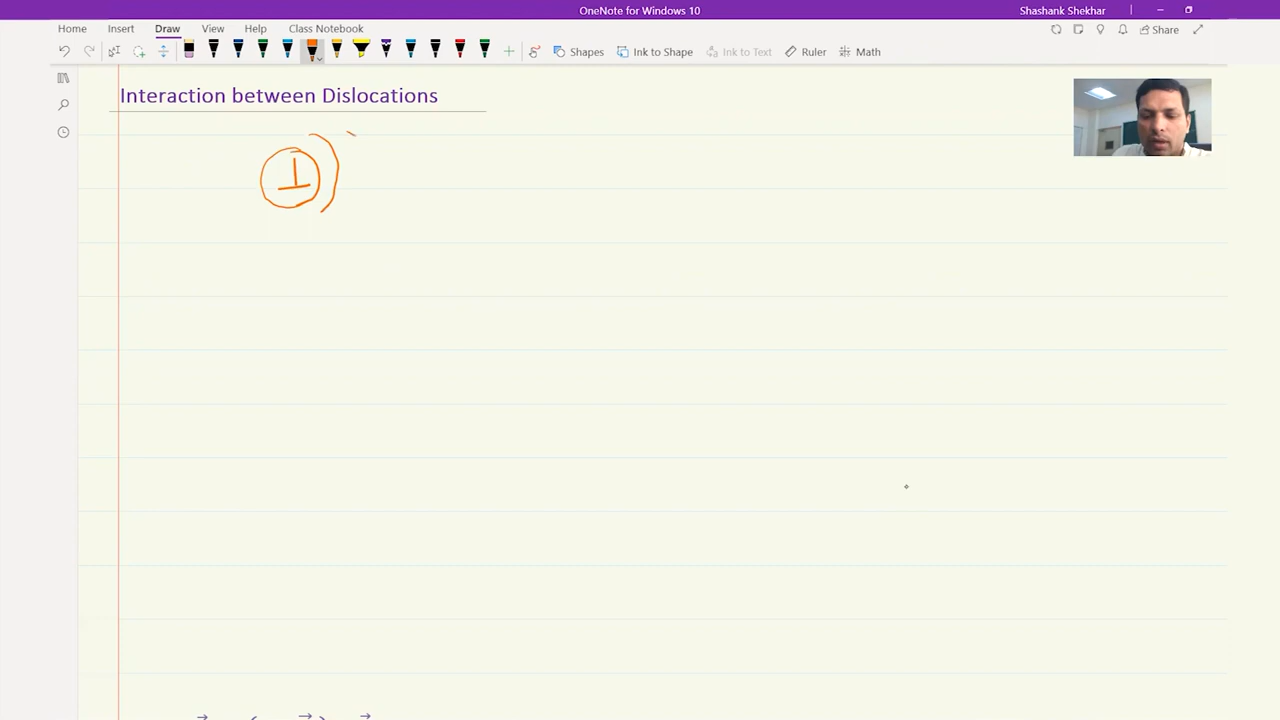 OneNote for Windows 10
Shashank Shekhar
Home Insert Draw View Help Class Notebook
Share
Shapes Ink to Shape Ink to Text Ruler Math
Interaction between Dislocations
⊥